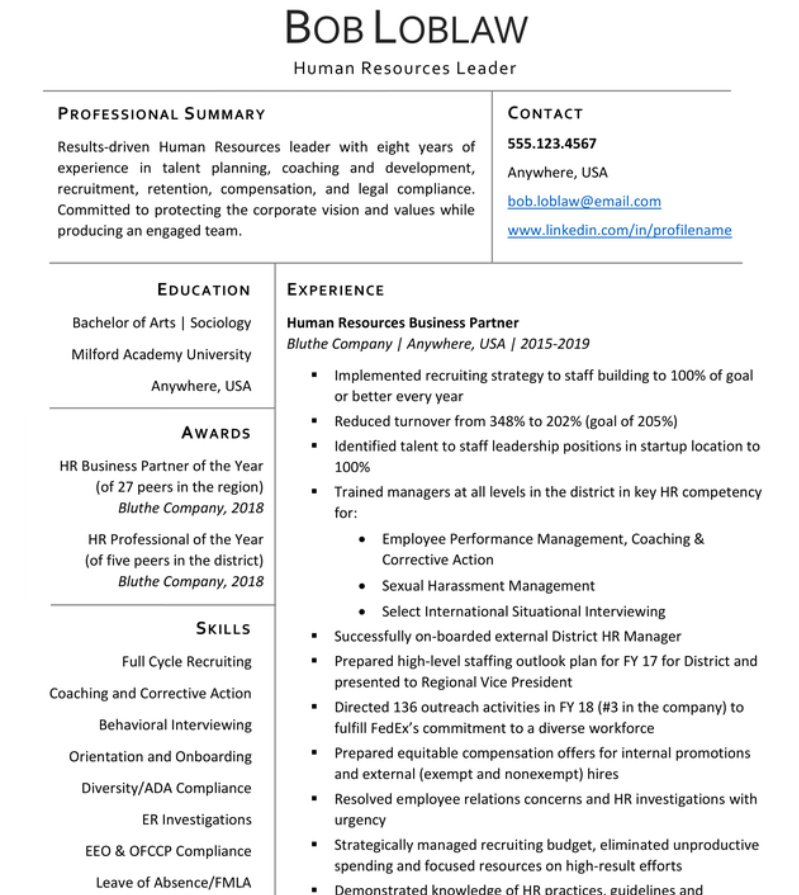 BOB LOBLAW
Human Resources Leader
PROFESSIONAL SUMMARY
Results-driven Human Resources leader with eight years of
experience in talent planning, coaching and development,
recruitment, retention, compensation, and legal compliance.
Committed to protecting the corporate vision and values while
producing an engaged team.
CONTACT
555.123.4567
Anywhere, USA
bob.loblaw@email.com
www.linkedin.com/in/profilename
EDUCATION
Bachelor of Arts | Sociology
Milford Academy University
Anywhere, USA
AWARDS
HR Business Partner of the Year
(of 27 peers in the region)
Bluthe Company, 2018
HR Professional of the Year
(of five peers in the district)
Bluthe Company, 2018
SKILLS
Full Cycle Recruiting
Coaching and Corrective Action
Behavioral Interviewing
Orientation and Onboarding
Diversity/ADA Compliance
ER Investigations
EEO & OFCCP Compliance
Leave of Absence/FMLA
EXPERIENCE
Human Resources Business Partner
Bluthe Company | Anywhere, USA | 2015-2019
▪ Implemented recruiting strategy to staff building to 100% of goal
or better every year
▪ Reduced turnover from 348% to 202% (goal of 205%)
▪ Identified talent to staff leadership positions in startup location to
100%
▪ Trained managers at all levels in the district in key HR competency
for:
• Employee Performance Management, Coaching &
Corrective Action
• Sexual Harassment Management
• Select International Situational Interviewing
▪ Successfully on-boarded external District HR Manager
▪ Prepared high-level staffing outlook plan for FY 17 for District and
presented to Regional Vice President
▪ Directed 136 outreach activities in FY 18 (#3 in the company) to
fulfill FedEx's commitment to a diverse workforce
▪ Prepared equitable compensation offers for internal promotions
and external (exempt and nonexempt) hires
▪ Resolved employee relations concerns and HR investigations with
urgency
▪ Strategically managed recruiting budget, eliminated unproductive
spending and focused resources on high-result efforts
▪ Demonstrated knowledge of HR practices, guidelines and